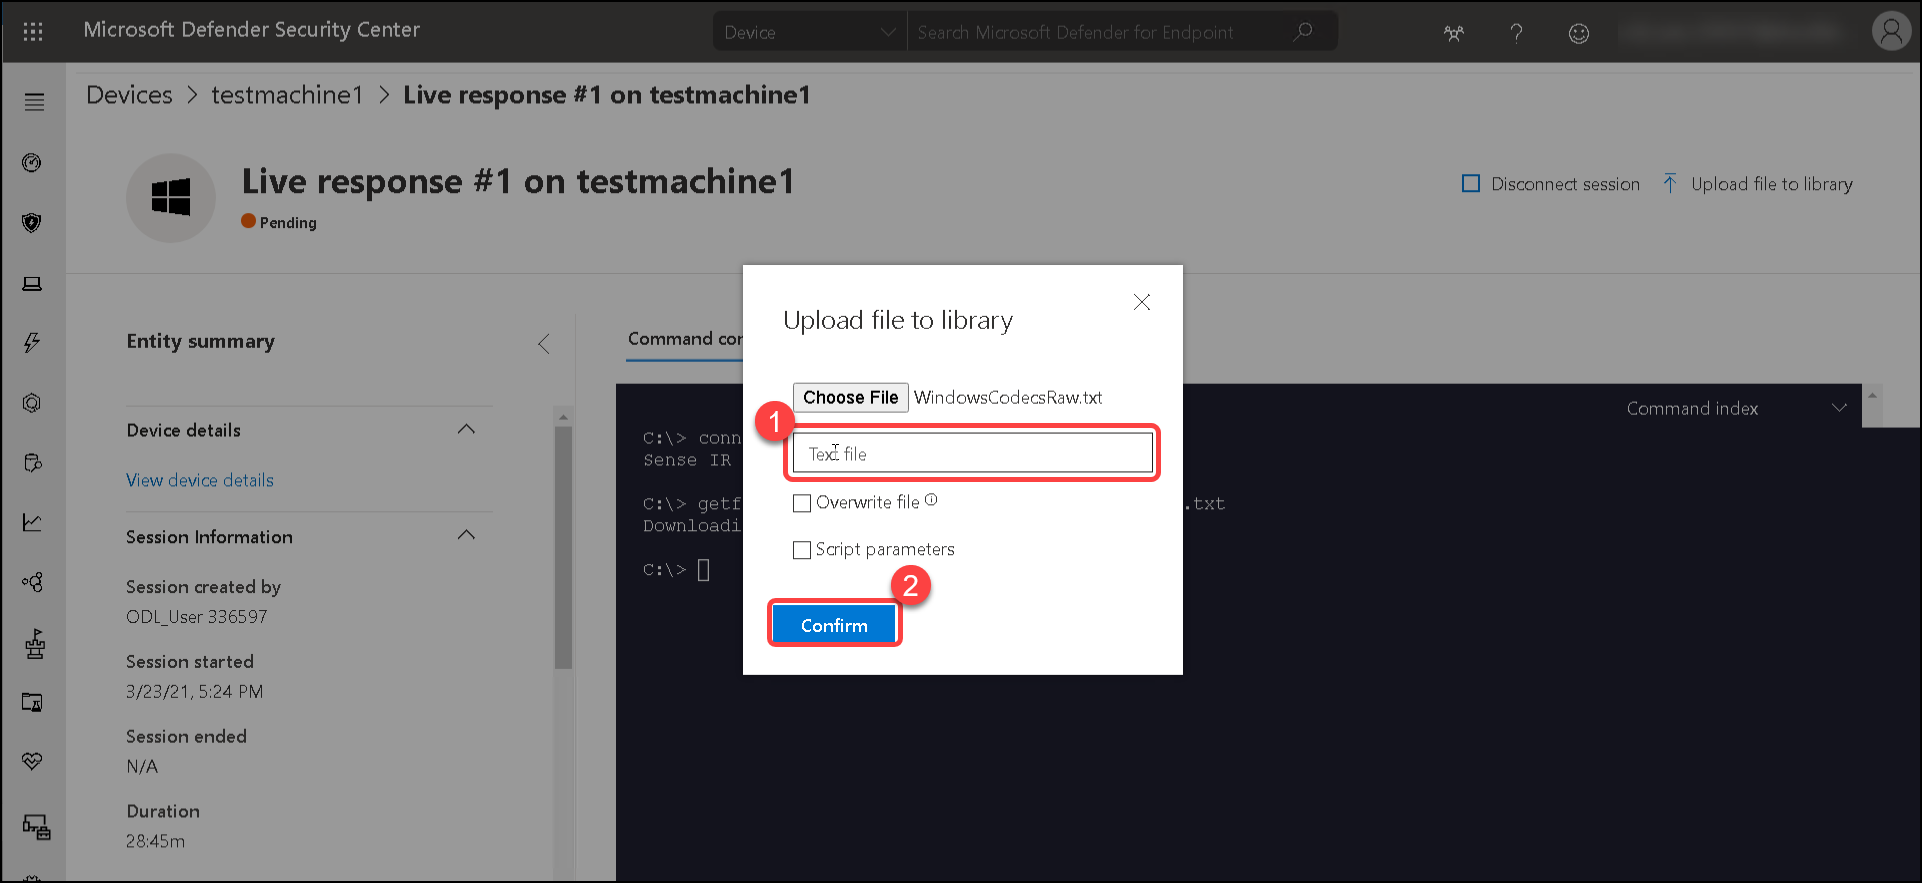 Microsoft Defender Security Center
Device
Search Microsoft Defender for Endpoint
Devices > testmachine1 > Live response #1 on testmachine1
Live response #1 on testmachine1
Pending
Disconnect session
Upload file to library
Entity summary
Device details
View device details
Session Information
Session created by
ODL_User 336597
Session started
3/23/21, 5:24 PM
Session ended
N/A
Duration
28:45m
Command con
Command index
C:\> conn
Sense IR
C:\> getf .txt
Downloadi
C:\>
Upload file to library
Choose File WindowsCodecsRaw.txt
1
Text file
Overwrite file
Script parameters
2
Confirm